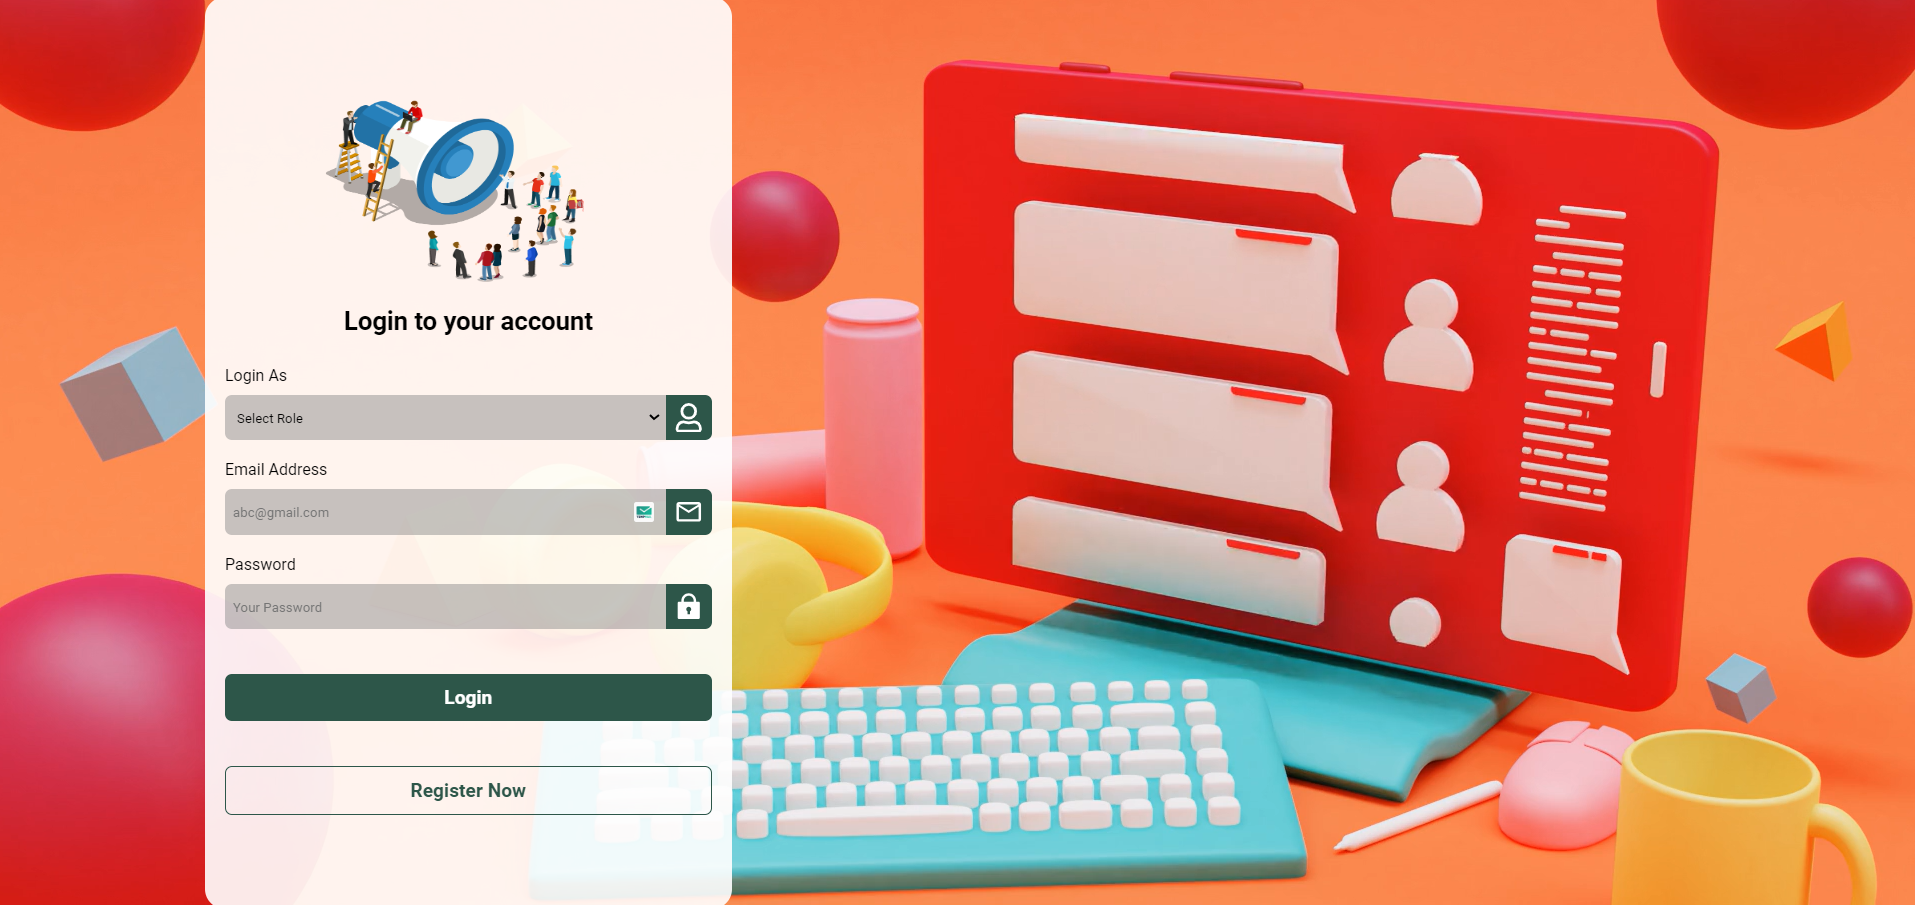 Login to your account
Login As
Select Role
Email Address
abc@gmail.com
Password
Your Password
Login
Register Now